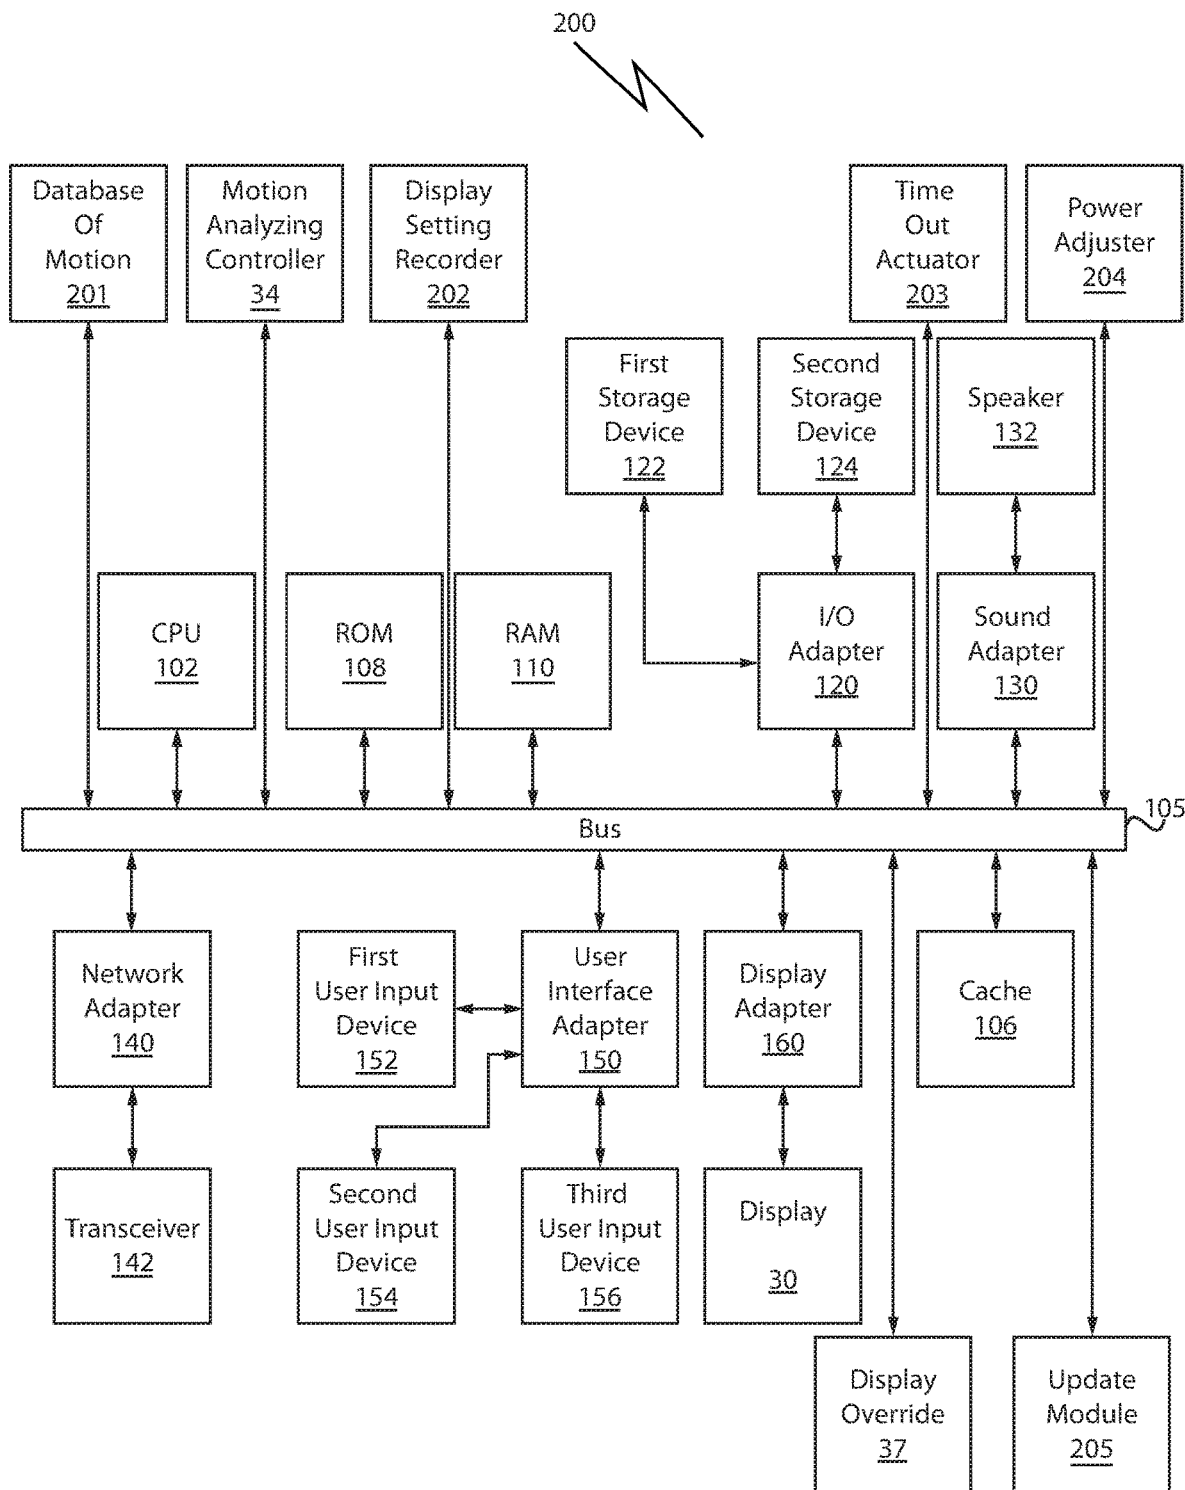 200
Database
Of
Motion
201
Motion
Analyzing
Controller
34
Display
Setting
Recorder
202
Time
Out
Actuator
203
Power
Adjuster
204
First
Storage
Device
122
Second
Storage
Device
124
Speaker
132
CPU
102
ROM
108
RAM
110
I/O
Adapter
120
Sound
Adapter
130
Bus
105
Network
Adapter
140
First
User Input
Device
152
User
Interface
Adapter
150
Display
Adapter
160
Cache
106
Transceiver
142
Second
User Input
Device
154
Third
User Input
Device
156
Display
30
Display
Override
37
Update
Module
205